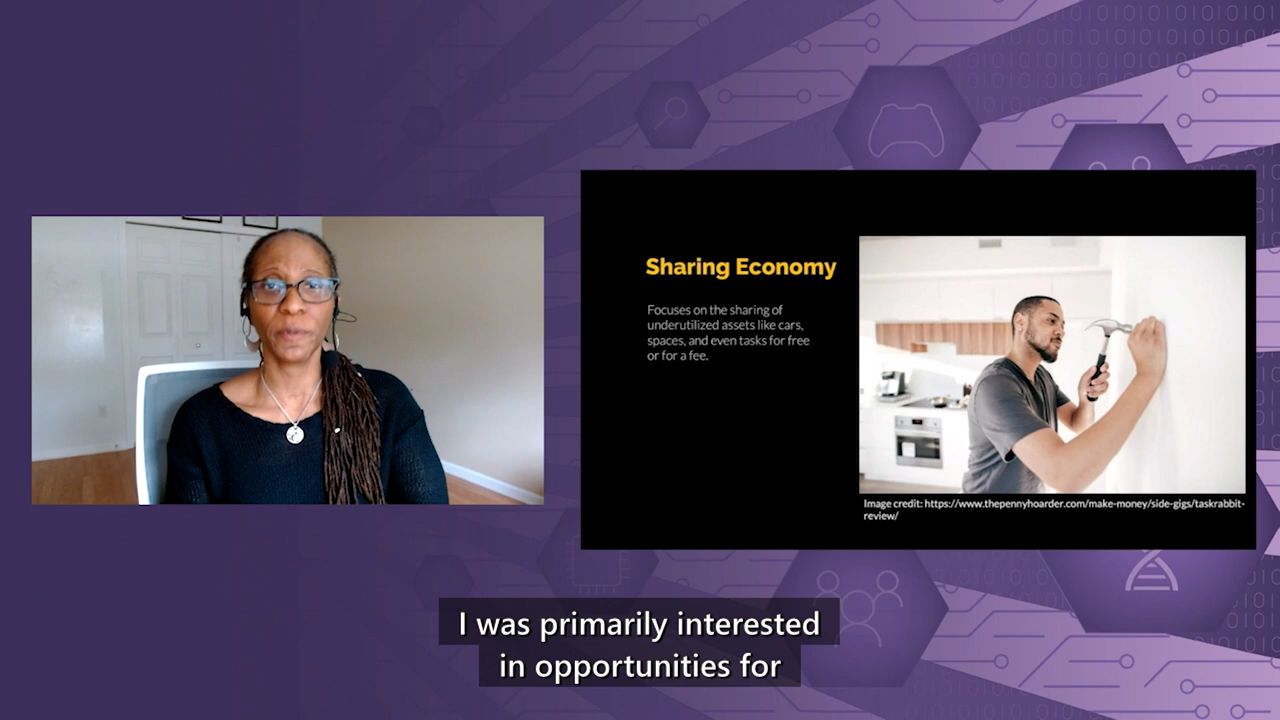 Sharing Economy
Focuses on the sharing of
underutilized assets like cars,
spaces, and even tasks for free
or for a fee.
Image credit: https://www.thepennyhoarder.com/make-money/side-gigs/taskrabbit-
review/
I was primarily interested
in opportunities for